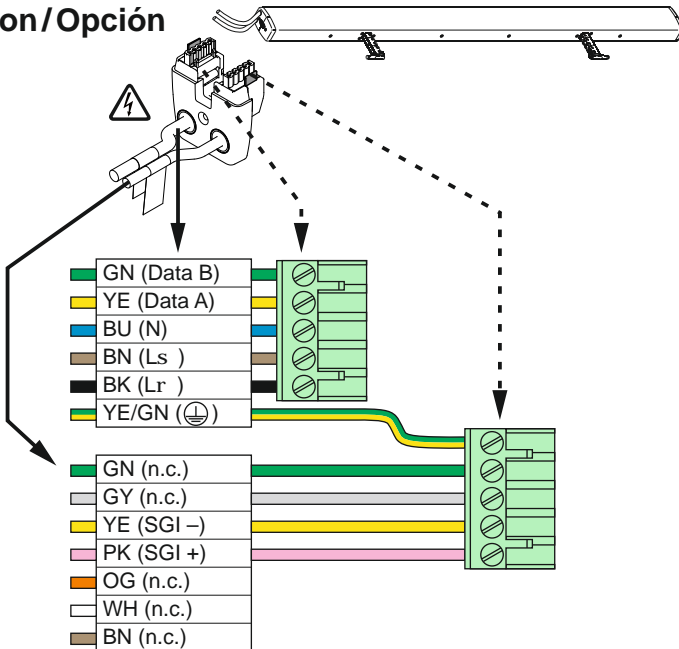 on/Opción
GN (Data B)
YE (Data A)
BU (N)
BN (Ls )
BK (Lr )
YE/GN (⏚)
GN (n.c.)
GY (n.c.)
YE (SGI –)
PK (SGI +)
OG (n.c.)
WH (n.c.)
BN (n.c.)